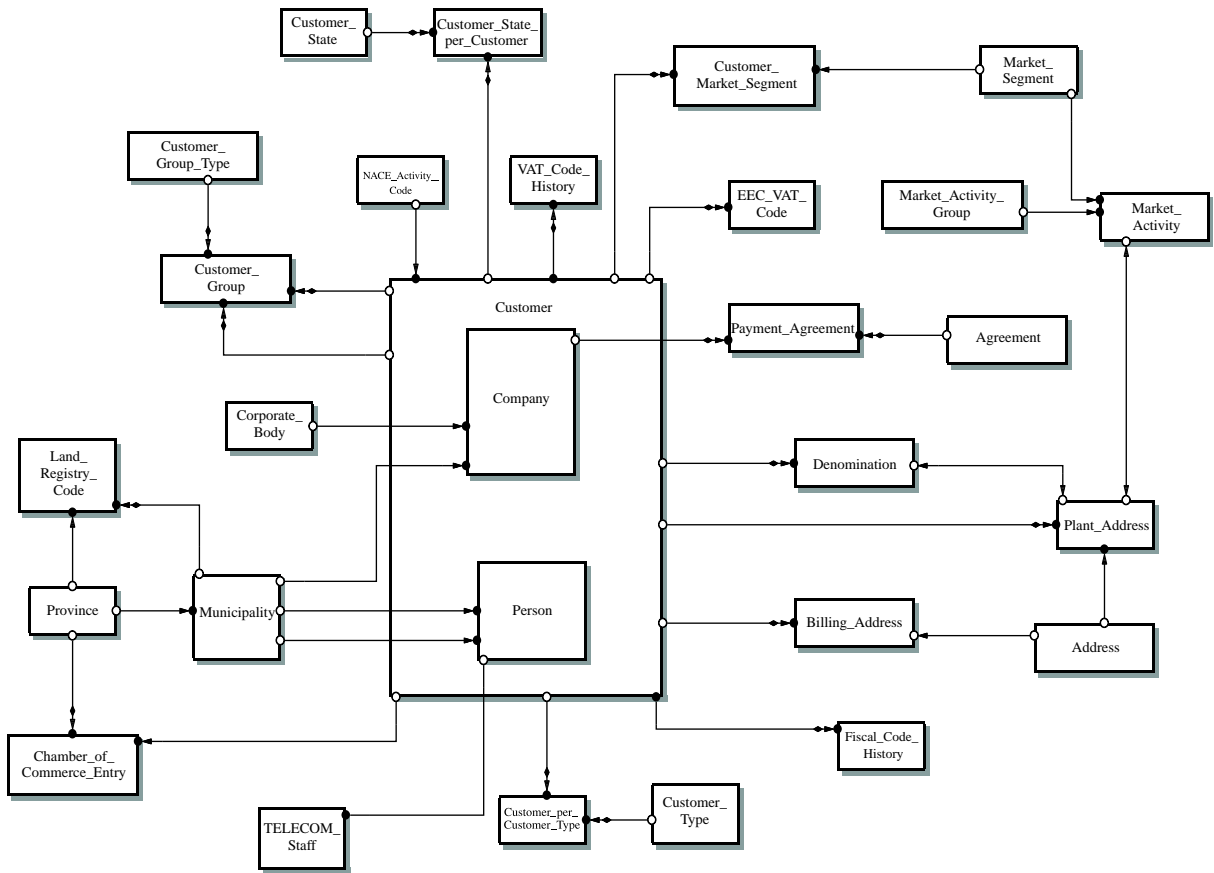 Customer_
State
Customer_State_
per_Customer
Customer_
Market_Segment
Market_
Segment
Customer_
Group_Type
NACE_Activity_
Code
VAT_Code_
History
EEC_VAT_
Code
Market_Activity_
Group
Market_
Activity
Customer_
Group
Customer
Payment_Agreement
Agreement
Company
Corporate_
Body
Land_
Registry_
Code
Denomination
Plant_Address
Province
Municipality
Person
Billing_Address
Address
Chamber_of_
Commerce_Entry
Fiscal_Code_
History
TELECOM_
Staff
Customer_per_
Customer_Type
Customer_
Type